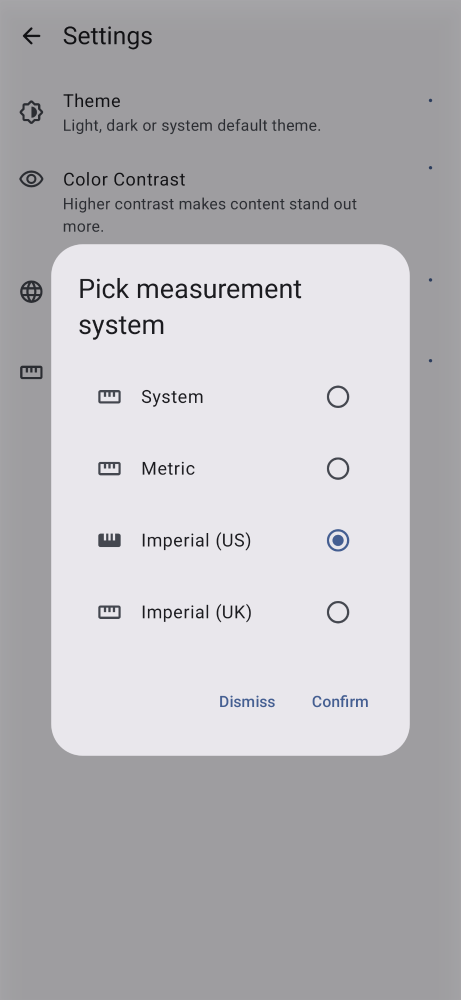 Settings
Theme
Light, dark or system default theme.
Color Contrast
Higher contrast makes content stand out
more.
Pick measurement
system
System
Metric
Imperial (US)
Imperial (UK)
Dismiss
Confirm